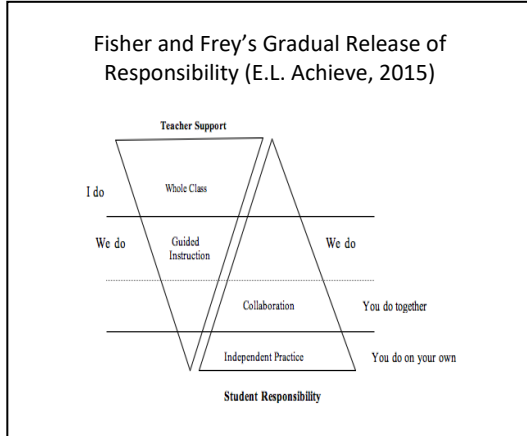 Fisher and Frey’s Gradual Release of
Responsibility (E.L. Achieve, 2015)
Teacher Support
I do
Whole Class
We do
Guided
Instruction
We do
Collaboration
You do together
Independent Practice
You do on your own
Student Responsibility